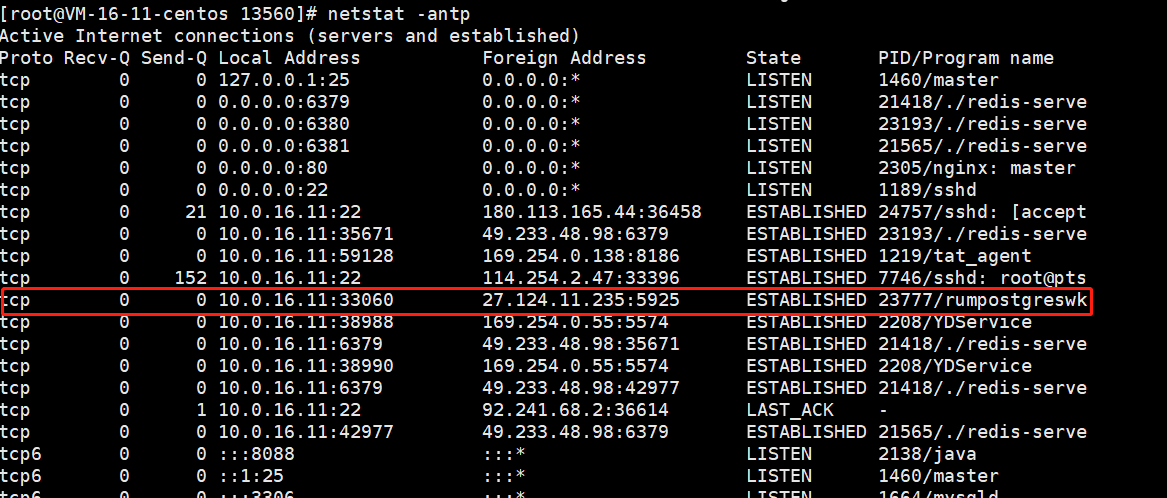 [root@VM-16-11-centos 13560]# netstat -antp
Active Internet connections (servers and established)
Proto Recv-Q Send-Q Local Address           Foreign Address         State       PID/Program name
tcp        0      0 127.0.0.1:25            0.0.0.0:*               LISTEN      1460/master
tcp        0      0 0.0.0.0:6379            0.0.0.0:*               LISTEN      21418/./redis-serve
tcp        0      0 0.0.0.0:6380            0.0.0.0:*               LISTEN      23193/./redis-serve
tcp        0      0 0.0.0.0:6381            0.0.0.0:*               LISTEN      21565/./redis-serve
tcp        0      0 0.0.0.0:80              0.0.0.0:*               LISTEN      2305/nginx: master
tcp        0      0 0.0.0.0:22              0.0.0.0:*               LISTEN      1189/sshd
tcp        0     21 10.0.16.11:22           180.113.165.44:36458    ESTABLISHED 24757/sshd: [accept
tcp        0      0 10.0.16.11:35671        49.233.48.98:6379       ESTABLISHED 23193/./redis-serve
tcp        0      0 10.0.16.11:59128        169.254.0.138:8186      ESTABLISHED 1219/tat_agent
tcp        0    152 10.0.16.11:22           114.254.2.47:33396      ESTABLISHED 7746/sshd: root@pts
tcp        0      0 10.0.16.11:33060        27.124.11.235:5925      ESTABLISHED 23777/rumpostgreswk
tcp        0      0 10.0.16.11:38988        169.254.0.55:5574       ESTABLISHED 2208/YDService
tcp        0      0 10.0.16.11:6379         49.233.48.98:35671      ESTABLISHED 21418/./redis-serve
tcp        0      0 10.0.16.11:38990        169.254.0.55:5574       ESTABLISHED 2208/YDService
tcp        0      0 10.0.16.11:6379         49.233.48.98:42977      ESTABLISHED 21418/./redis-serve
tcp        0      1 10.0.16.11:22           92.241.68.2:36614       LAST_ACK    -
tcp        0      0 10.0.16.11:42977        49.233.48.98:6379       ESTABLISHED 21565/./redis-serve
tcp6       0      0 :::8088                 :::*                    LISTEN      2138/java
tcp6       0      0 ::1:25                  :::*                    LISTEN      1460/master
tcp6       0      0 :::3306                 :::*                    LISTEN      1664/mysqld